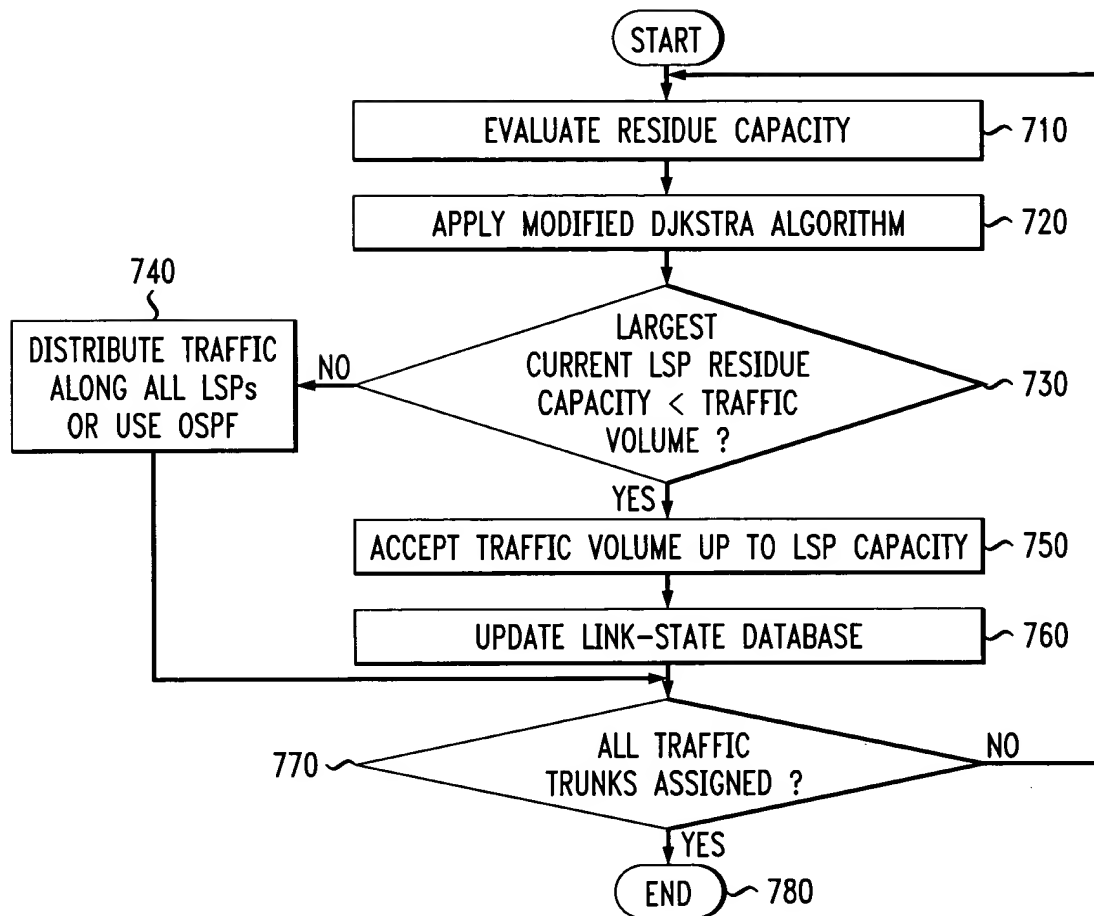 START
EVALUATE RESIDUE CAPACITY
710
APPLY MODIFIED DJKSTRA ALGORITHM
720
740
DISTRIBUTE TRAFFIC
ALONG ALL LSPs
OR USE OSPF
NO
LARGEST
CURRENT LSP RESIDUE
CAPACITY < TRAFFIC
VOLUME ?
730
YES
ACCEPT TRAFFIC VOLUME UP TO LSP CAPACITY
750
UPDATE LINK-STATE DATABASE
760
770
ALL TRAFFIC
TRUNKS ASSIGNED ?
NO
YES
END
780